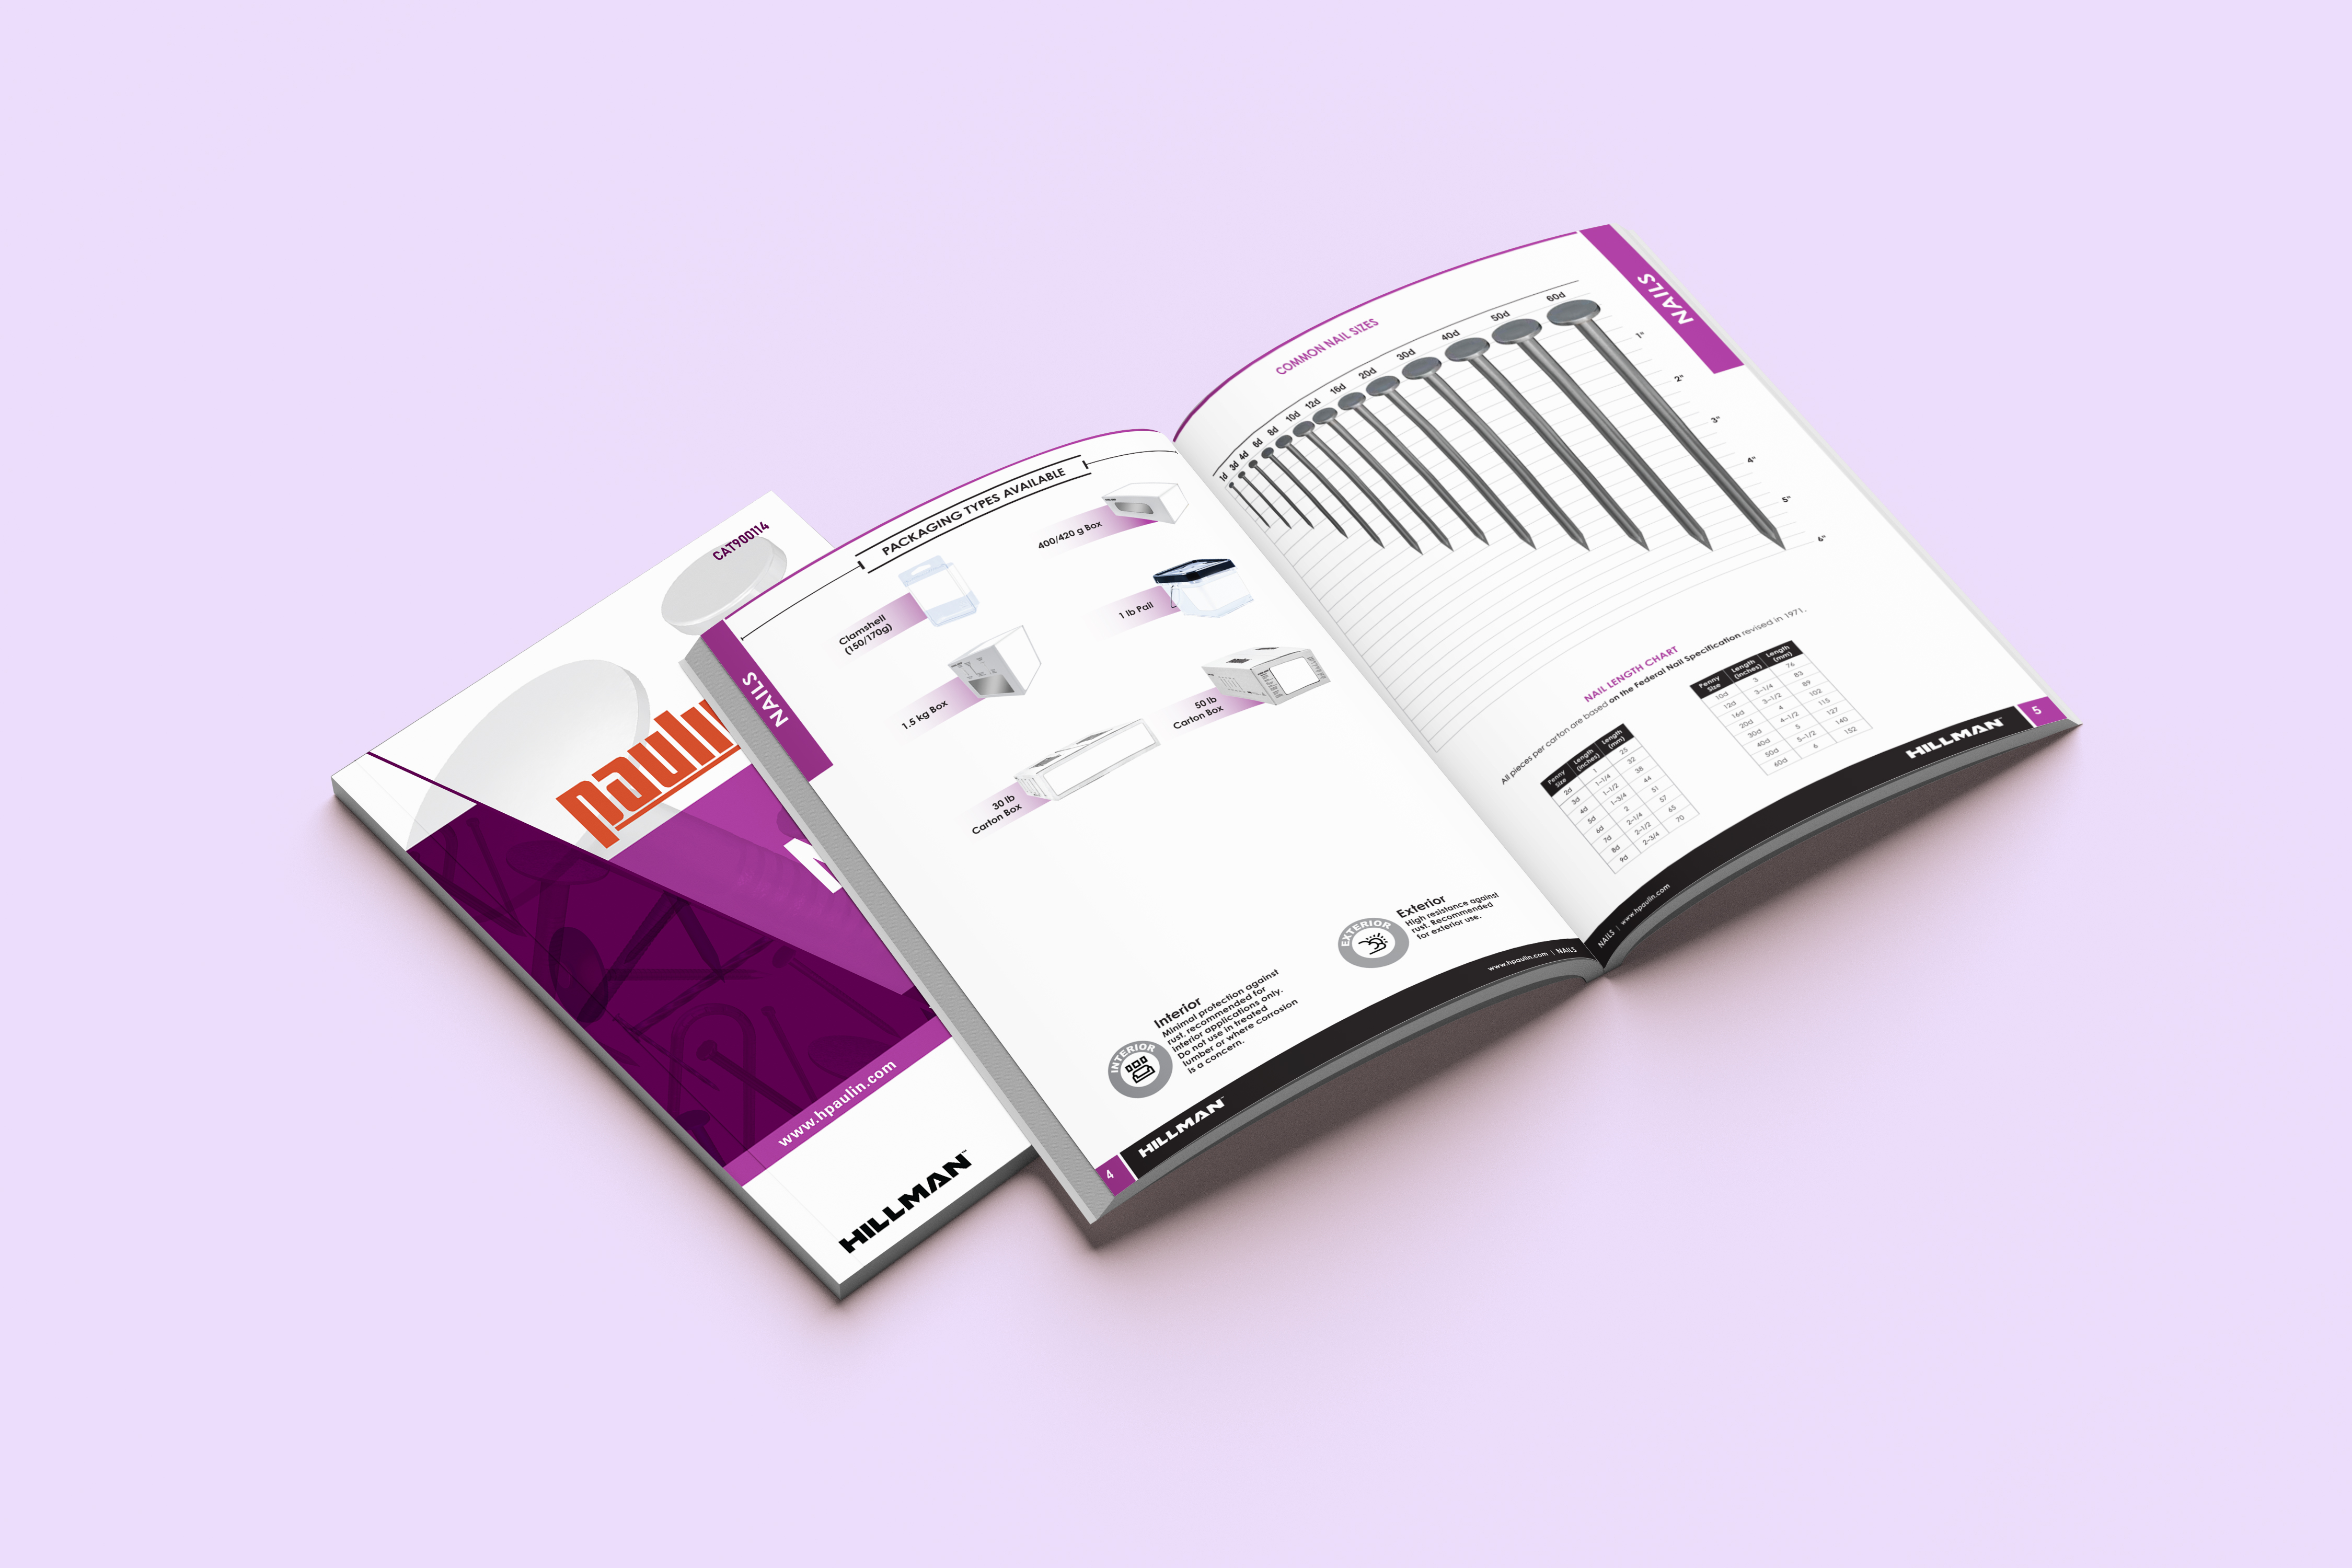 CAT900114
paulin
www.hpaulin.com
HILLMAN™
NAILS
PACKAGING TYPES AVAILABLE
Clamshell
(150/170g)
400/420 g Box
1.5 kg Box
1 lb Pail
30 lb
Carton Box
50 lb
Carton Box
INTERIOR
Interior
Minimal protection against
rust, recommended for
interior applications only.
Do not use in treated
lumber or where corrosion
is a concern.
EXTERIOR
Exterior
High resistance against
rust. Recommended
for exterior use.
4
HILLMAN™
www.hpaulin.com | NAILS
NAILS
COMMON NAIL SIZES
1d 3d 4d 6d 8d 10d 12d 16d 20d 30d 40d 50d 60d
1"
2"
3"
4"
5"
6"
NAIL LENGTH CHART
All pieces per carton are based on the Federal Nail Specification revised in 1971.
Penny Size Length (inches) Length (mm)
2d 1 25
3d 1-1/4 32
4d 1-1/2 38
5d 1-3/4 44
6d 2 51
7d 2-1/4 57
8d 2-1/2 65
9d 2-3/4 70
Penny Size Length (inches) Length (mm)
10d 3 76
12d 3-1/4 83
16d 3-1/2 89
20d 4 102
30d 4-1/2 115
40d 5 127
50d 5-1/2 140
60d 6 152
NAILS | www.hpaulin.com
HILLMAN™
5